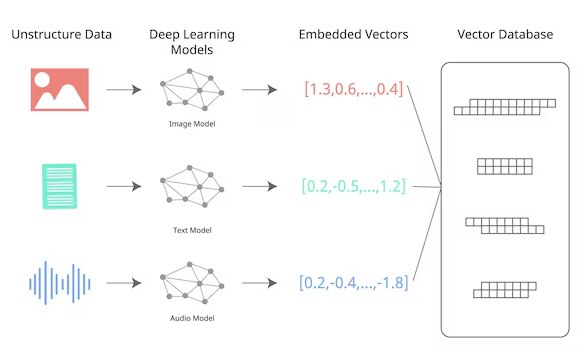 Unstructure Data
Deep Learning
Models
Embedded Vectors
Vector Database
Image Model
[1.3,0.6,...,0.4]
Text Model
[0.2,-0.5,...,1.2]
Audio Model
[0.2,-0.4,...,-1.8]